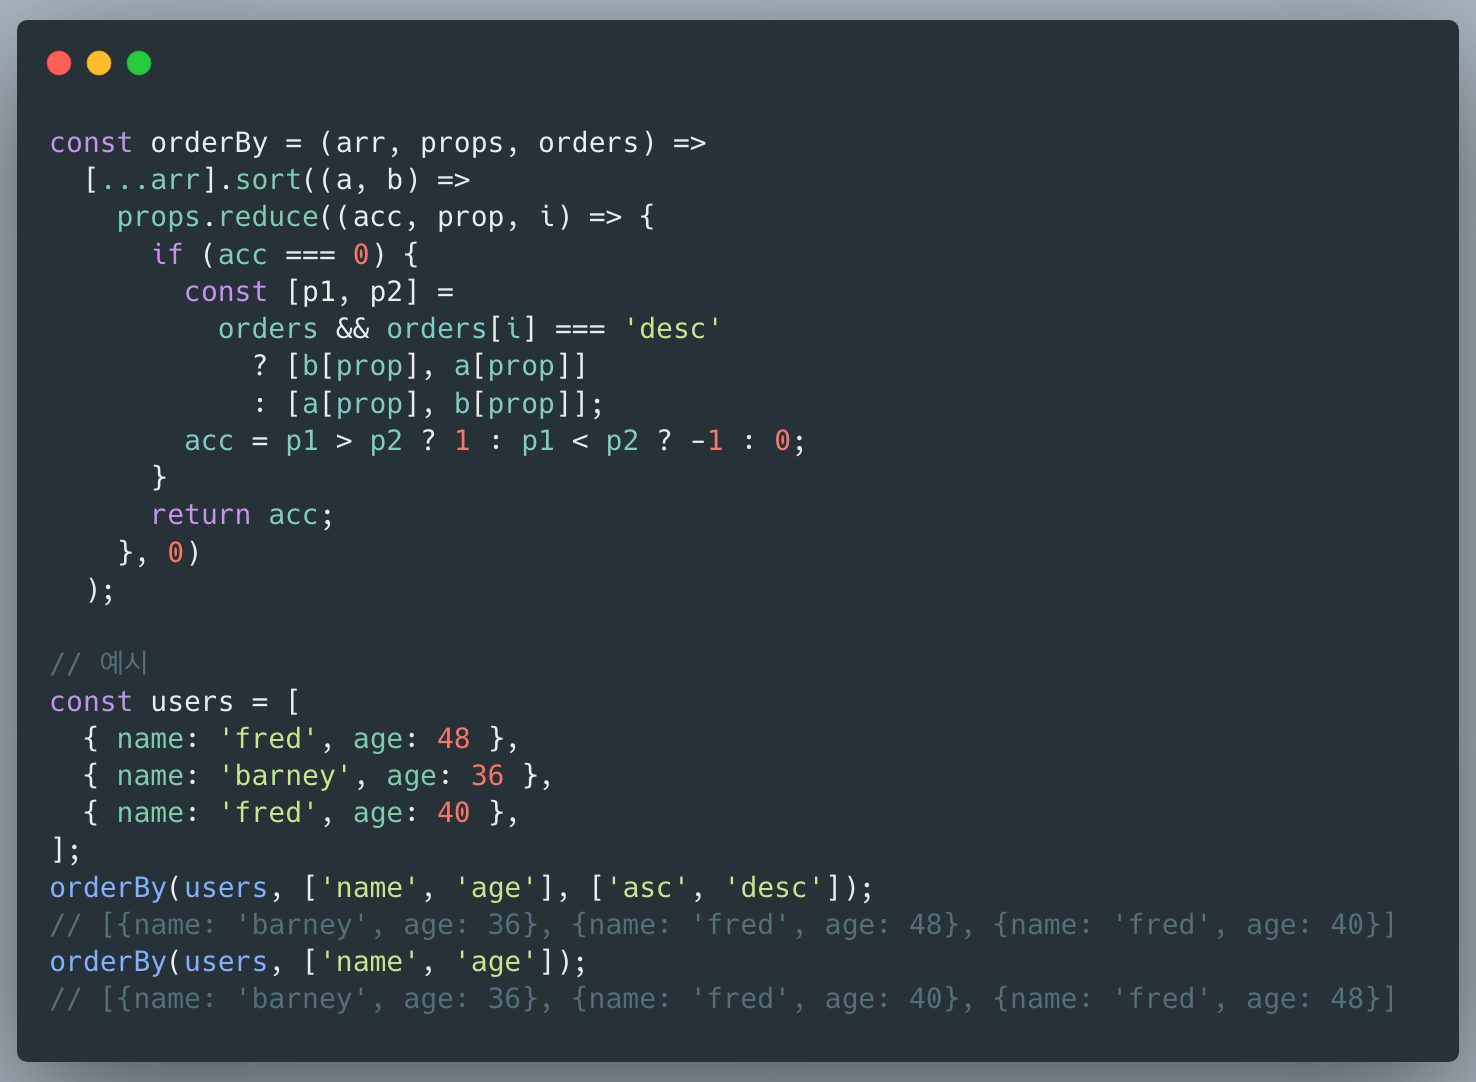 const orderBy = (arr, props, orders) =>
  [...arr].sort((a, b) =>
    props.reduce((acc, prop, i) => {
      if (acc === 0) {
        const [p1, p2] =
          orders && orders[i] === 'desc'
            ? [b[prop], a[prop]]
            : [a[prop], b[prop]];
        acc = p1 > p2 ? 1 : p1 < p2 ? -1 : 0;
      }
      return acc;
    }, 0)
  );

// 예시
const users = [
  { name: 'fred', age: 48 },
  { name: 'barney', age: 36 },
  { name: 'fred', age: 40 },
];
orderBy(users, ['name', 'age'], ['asc', 'desc']);
// [{name: 'barney', age: 36}, {name: 'fred', age: 48}, {name: 'fred', age: 40}]
orderBy(users, ['name', 'age']);
// [{name: 'barney', age: 36}, {name: 'fred', age: 40}, {name: 'fred', age: 48}]